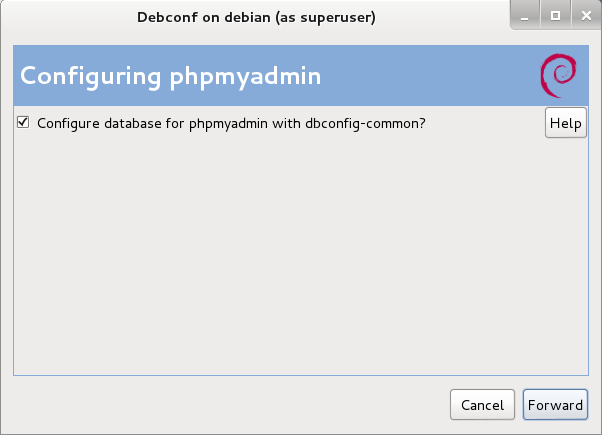 Debconf on debian (as superuser)
Configuring phpmyadmin
Configure database for phpmyadmin with dbconfig-common?
Help
Cancel
Forward